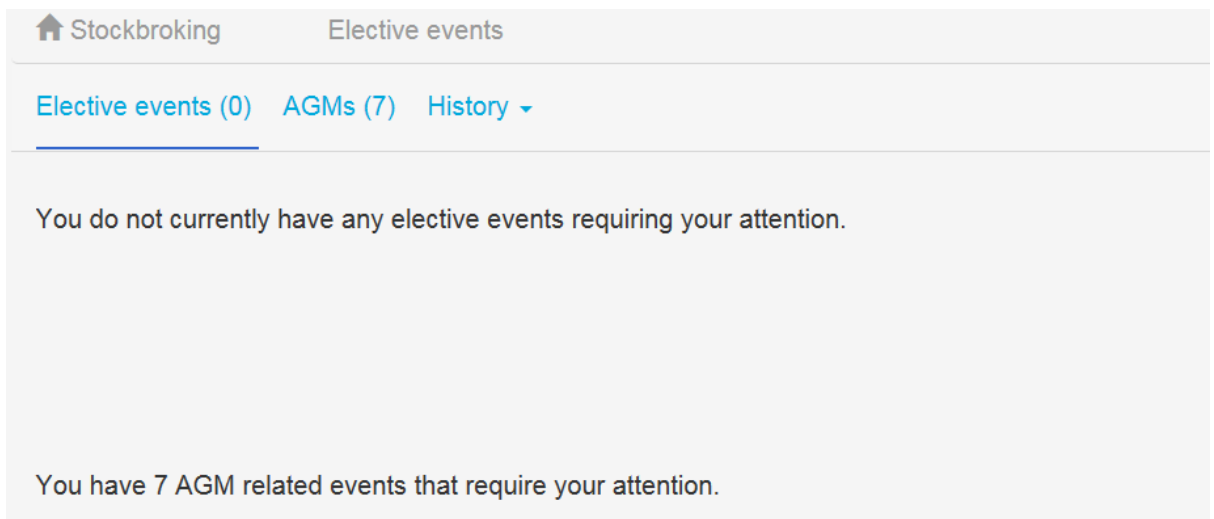 Stockbroking Elective events
Elective events (0) AGMs (7) History
You do not currently have any elective events requiring your attention.
You have 7 AGM related events that require your attention.